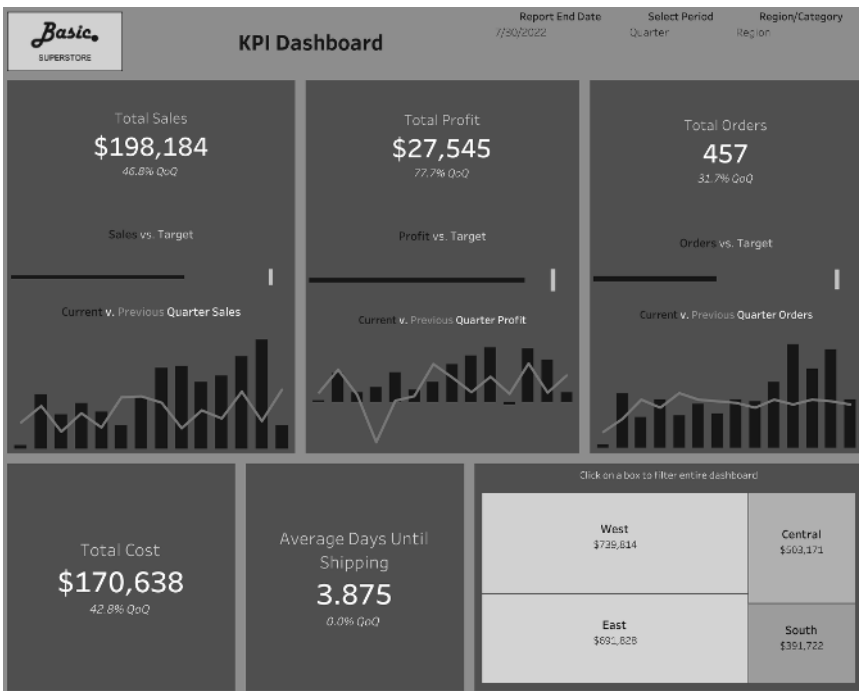 Basic.
SUPERSTORE
KPI Dashboard
Report End Date
7/30/2022
Select Period
Quarter
Region/Category
Region
Total Sales
$198,184
46.8% QoQ
Sales vs. Target
Current v. Previous Quarter Sales
Total Profit
$27,545
77.7% QoQ
Profit vs. Target
Current v. Previous Quarter Profit
Total Orders
457
31.7% QoQ
Orders vs. Target
Current v. Previous Quarter Orders
Total Cost
$170,638
42.8% QoQ
Average Days Until
Shipping
3.875
0.0% QoQ
Click on a box to filter entire dashboard
West
$739,814
East
$691,828
Central
$503,171
South
$391,722